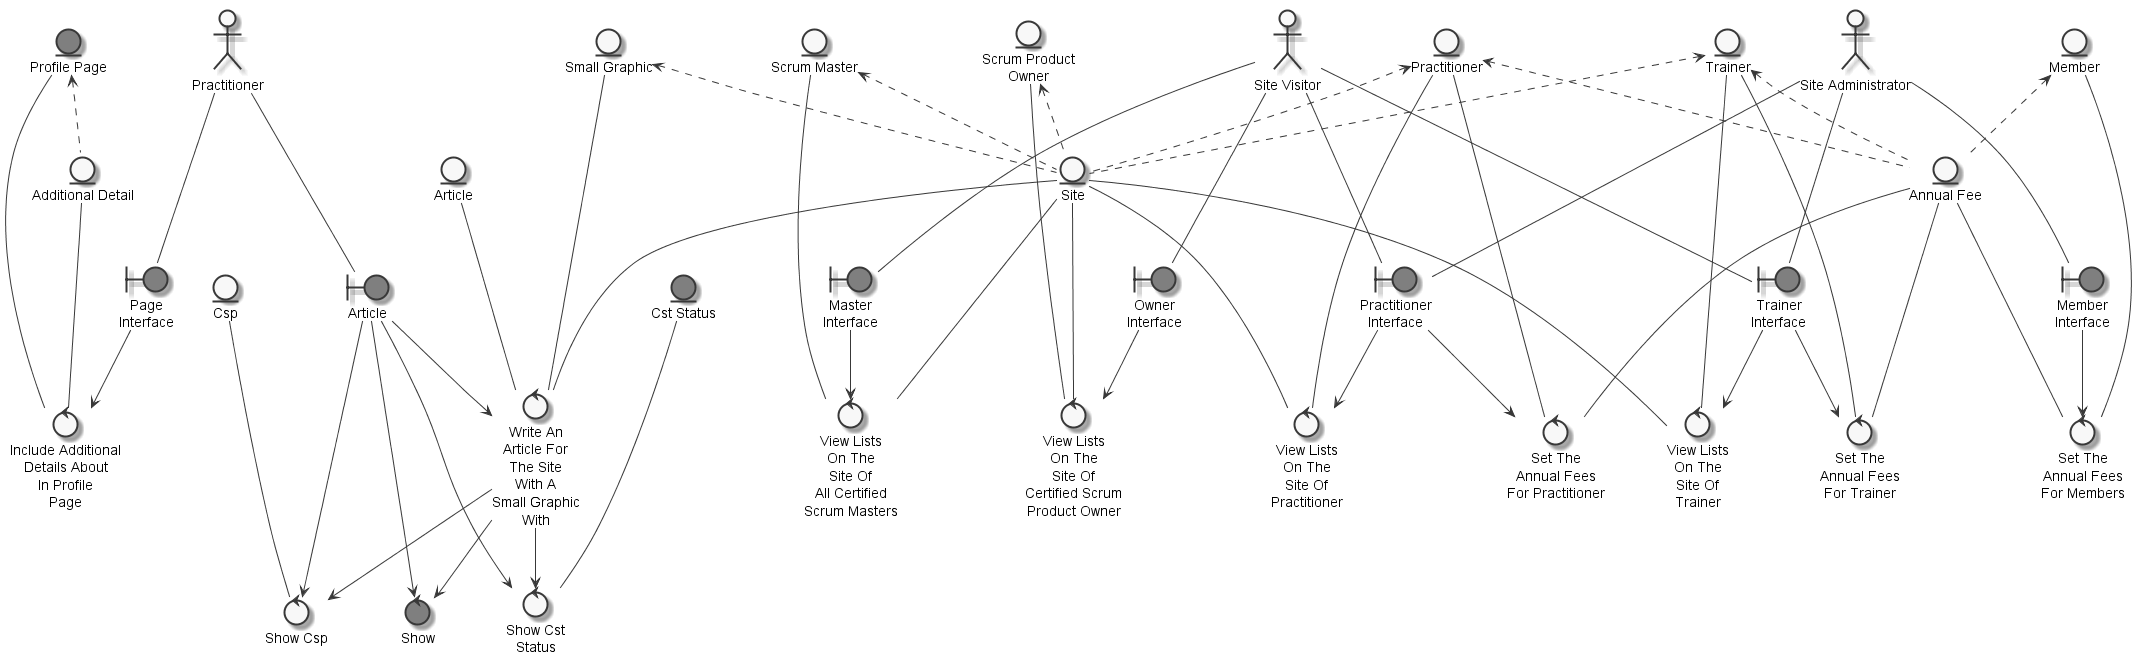 Profile Page
Practitioner
Small Graphic
Scrum Master
Scrum Product
Owner
Site Visitor
Practitioner
Trainer
Site Administrator
Member
Additional Detail
Article
Site
Annual Fee
Page
Interface
Csp
Article
Cst Status
Master
Interface
Owner
Interface
Practitioner
Interface
Trainer
Interface
Member
Interface
Include Additional
Details About
In Profile
Page
Write An
Article For
The Site
With A
Small Graphic
With
View Lists
On The
Site Of
All Certified
Scrum Masters
View Lists
On The
Site Of
Certified Scrum
Product Owner
View Lists
On The
Site Of
Practitioner
Set The
Annual Fees
For Practitioner
View Lists
On The
Site Of
Trainer
Set The
Annual Fees
For Trainer
Set The
Annual Fees
For Members
Show Csp
Show
Show Cst
Status